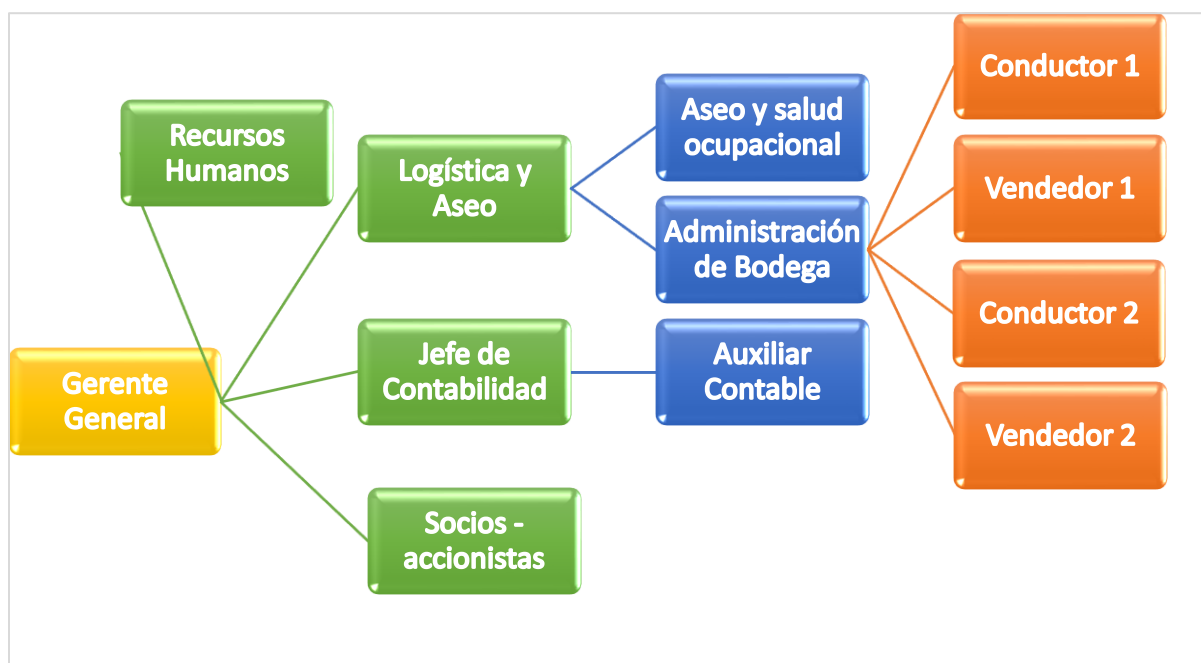 Gerente
General
Recursos
Humanos
Logística y
Aseo
Jefe de
Contabilidad
Socios -
accionistas
Aseo y salud
ocupacional
Administración
de Bodega
Auxiliar
Contable
Conductor 1
Vendedor 1
Conductor 2
Vendedor 2